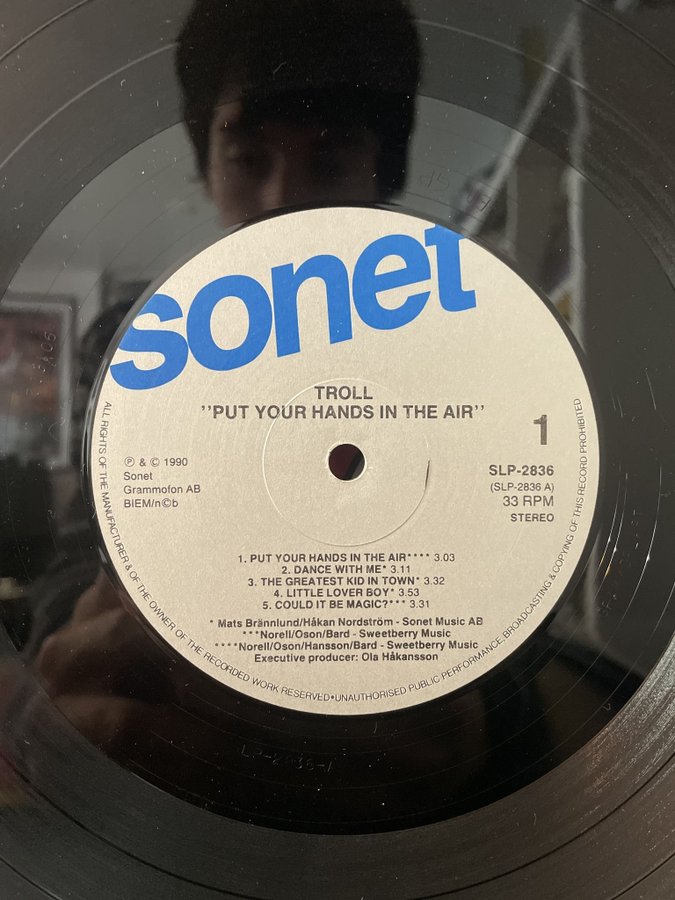 sonet
TROLL
”PUT YOUR HANDS IN THE AIR”
1
℗ & © 1990
Sonet
Grammofon AB
BIEM/n©b
SLP-2836
(SLP-2836 A)
33 RPM
STEREO
1. PUT YOUR HANDS IN THE AIR**** 3.03
2. DANCE WITH ME* 3.11
3. THE GREATEST KID IN TOWN* 3.32
4. LITTLE LOVER BOY* 3.53
5. COULD IT BE MAGIC?*** 3.31
* Mats Brännlund/Håkan Nordström - Sonet Music AB
***Norell/Oson/Bard - Sweetberry Music
****Norell/Oson/Hansson/Bard - Sweetberry Music
Executive producer: Ola Håkansson
ALL RIGHTS OF THE MANUFACTURER & OF THE OWNER OF THE RECORDED WORK RESERVED•UNAUTHORISED PUBLIC PERFORMANCE, BROADCASTING & COPYING OF THIS RECORD PROHIBITED